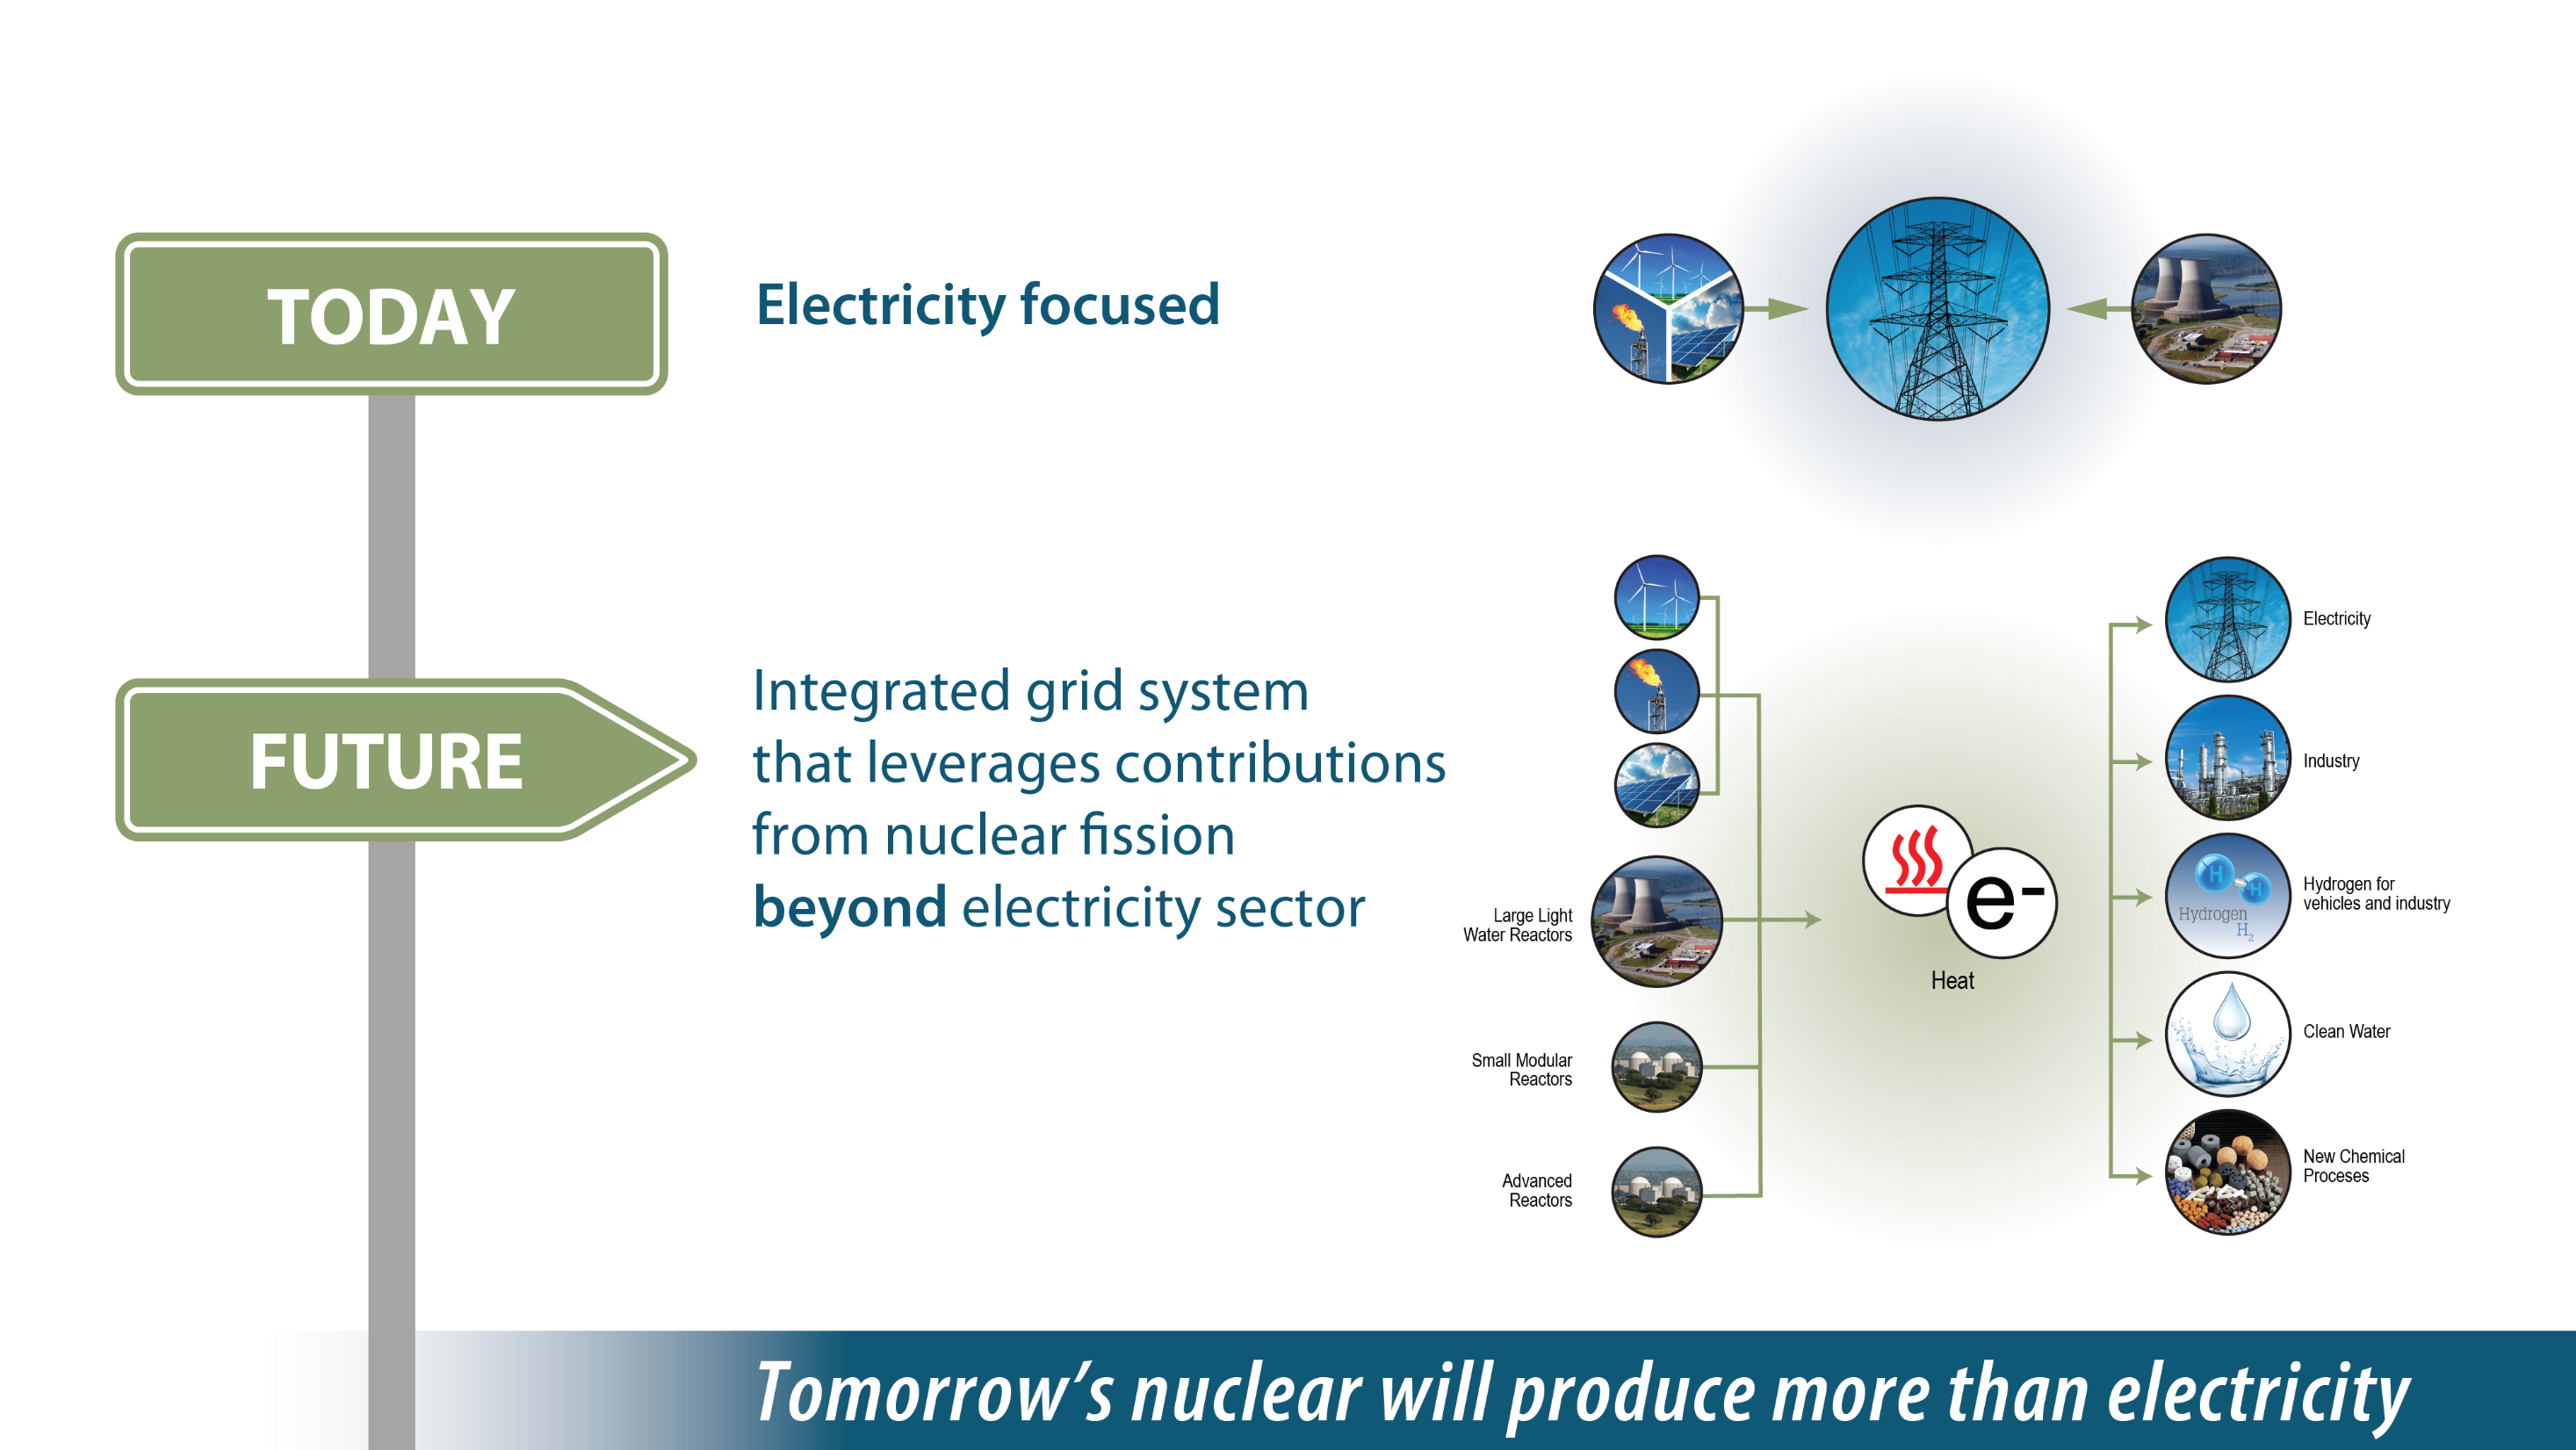 TODAY
Electricity focused
FUTURE
Integrated grid system
that leverages contributions
from nuclear fission
beyond electricity sector
Large Light
Water Reactors
Small Modular
Reactors
Advanced
Reactors
e-
Heat
Electricity
Industry
H H
Hydrogen
H2
Hydrogen for
vehicles and industry
Clean Water
New Chemical
Proceses
Tomorrow’s nuclear will produce more than electricity